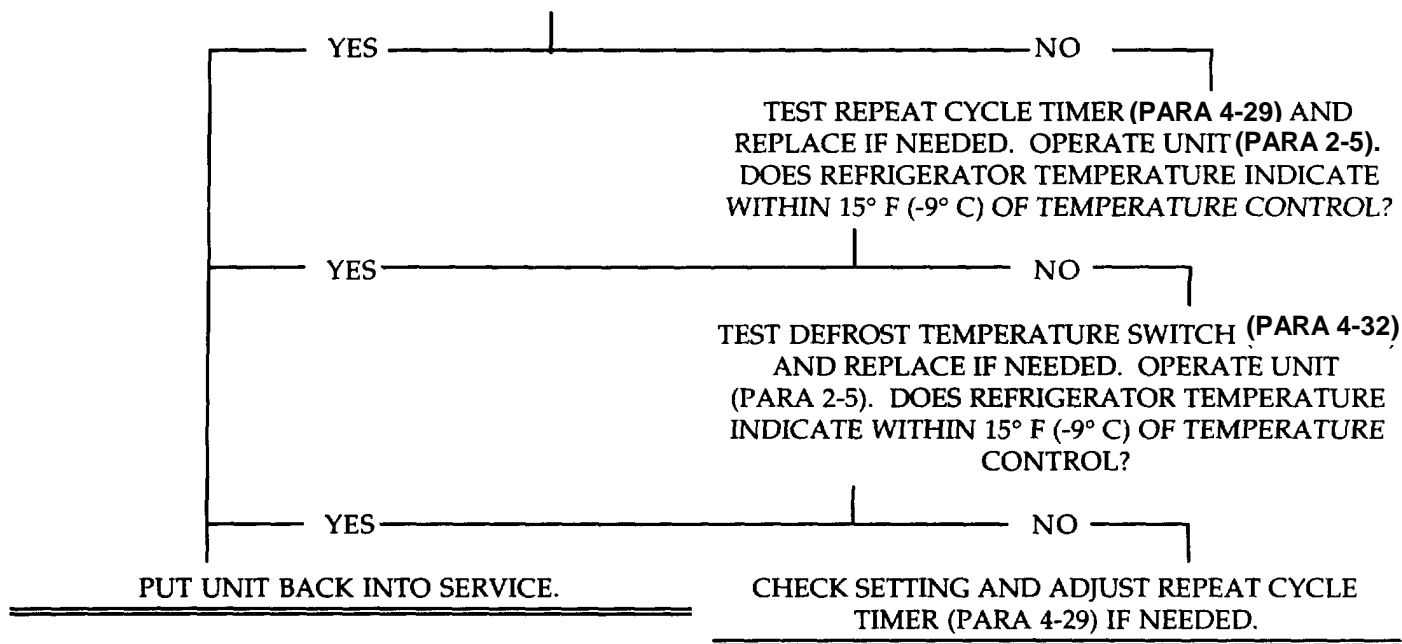 YES NO
TEST REPEAT CYCLE TIMER (PARA 4-29) AND
REPLACE IF NEEDED. OPERATE UNIT (PARA 2-5).
DOES REFRIGERATOR TEMPERATURE INDICATE
WITHIN 15° F (-9° C) OF TEMPERATURE CONTROL?
YES NO
TEST DEFROST TEMPERATURE SWITCH (PARA 4-32)
AND REPLACE IF NEEDED. OPERATE UNIT
(PARA 2-5). DOES REFRIGERATOR TEMPERATURE
INDICATE WITHIN 15° F (-9° C) OF TEMPERATURE
CONTROL?
YES NO
PUT UNIT BACK INTO SERVICE.
CHECK SETTING AND ADJUST REPEAT CYCLE
TIMER (PARA 4-29) IF NEEDED.